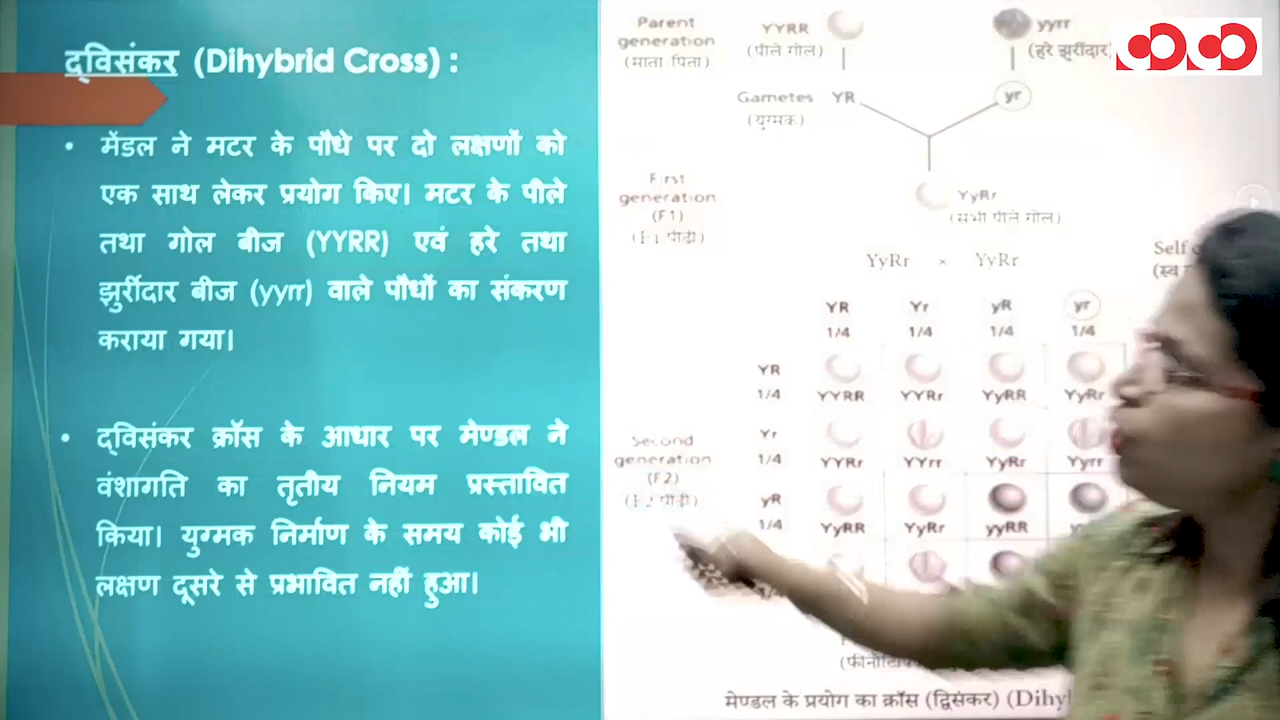 द्विसंकर (Dihybrid Cross) :
• मेंडल ने मटर के पौधे पर दो लक्षणों को
एक साथ लेकर प्रयोग किए। मटर के पीले
तथा गोल बीज (YYRR) एवं हरे तथा
झुर्रीदार बीज (yyrr) वाले पौधों का संकरण
कराया गया।
• द्विसंकर क्रॉस के आधार पर मेण्डल ने
वंशागति का तृतीय नियम प्रस्तावित
किया। युग्मक निर्माण के समय कोई भी
लक्षण दूसरे से प्रभावित नहीं हुआ।
Parent generation (माता पिता)
YYRR (पीले गोल)
yyrr (हरे झुर्रीदार)
Gametes (युग्मक)
YR
yr
First generation (F1) (F1 पीढ़ी)
YyRr (सभी पीले गोल)
YyRr × YyRr
Self
YR Yr yR yr
1/4 1/4 1/4 1/4
YR 1/4
YYRR YYRr YyRR YyRr
Second generation (F2) (F2 पीढ़ी)
Yr 1/4
YYRr YYrr YyRr Yyrr
yR 1/4
YyRR YyRr yyRR
मेण्डल के प्रयोग का क्रॉस (द्विसंकर)